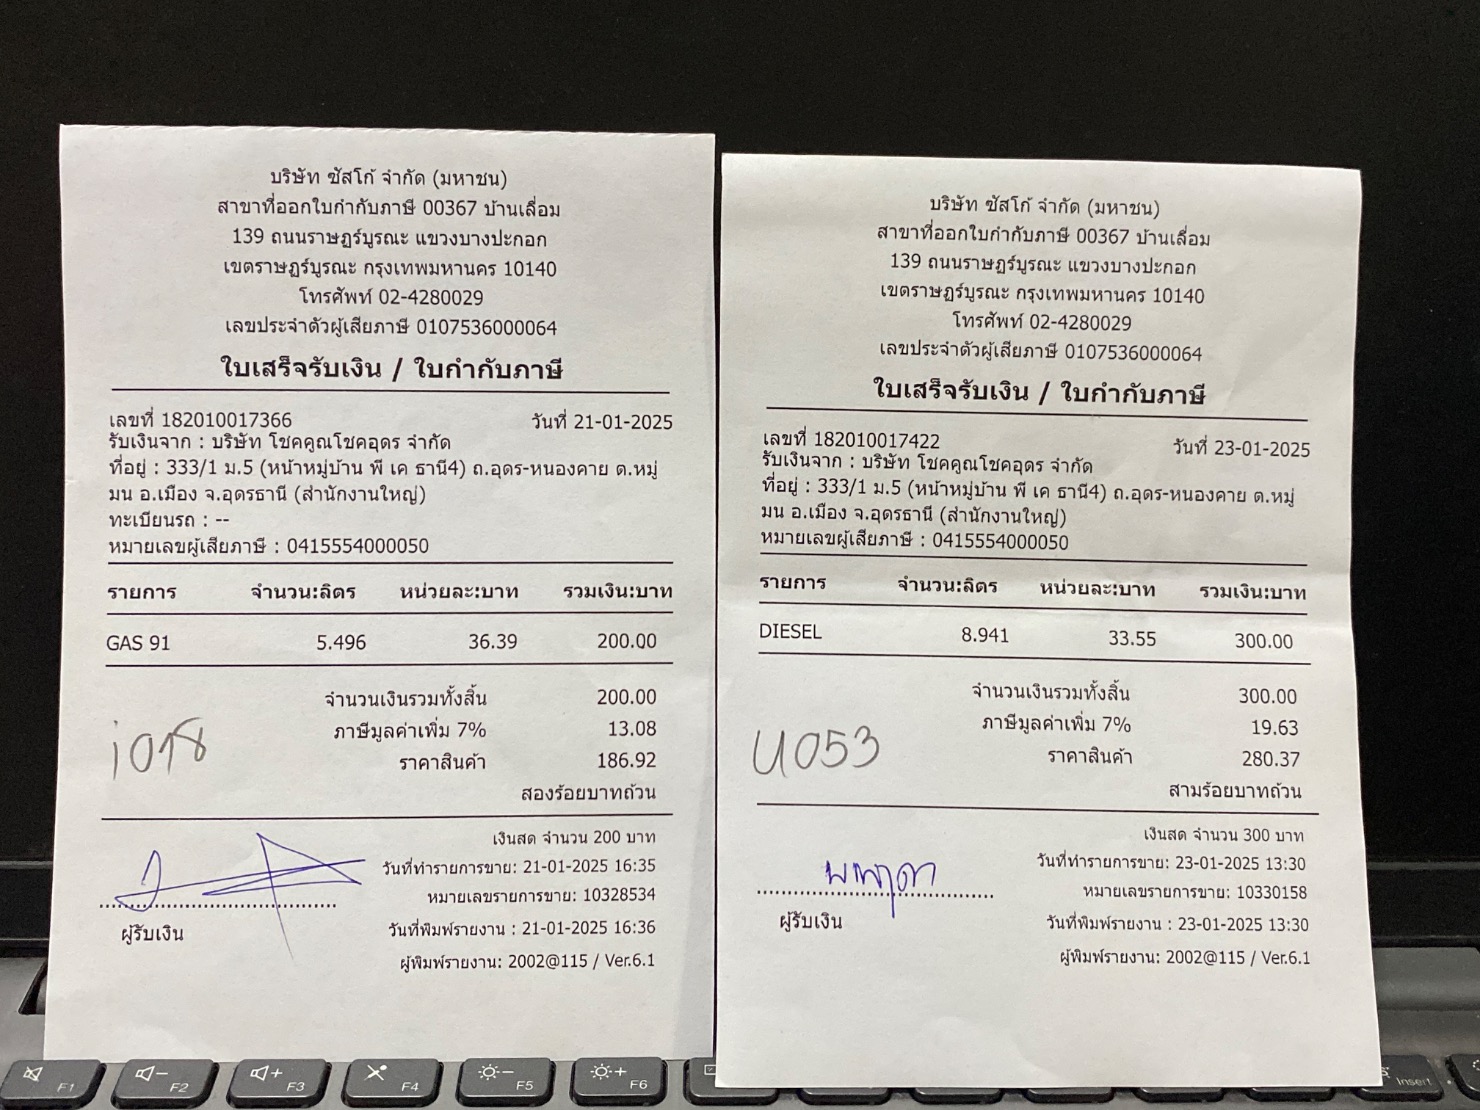 บริษัท ซัสโก้ จำกัด (มหาชน)
สาขาที่ออกใบกำกับภาษี 00367 บ้านเลื่อม
139 ถนนราษฎร์บูรณะ แขวงบางปะกอก
เขตราษฎร์บูรณะ กรุงเทพมหานคร 10140
โทรศัพท์ 02-4280029
เลขประจำตัวผู้เสียภาษี 0107536000064
ใบเสร็จรับเงิน / ใบกำกับภาษี
เลขที่ 182010017366 วันที่ 21-01-2025
รับเงินจาก : บริษัท โชคคูณโชคอุดร จำกัด
ที่อยู่ : 333/1 ม.5 (หน้าหมู่บ้าน พี เค ธานี4) ถ.อุดร-หนองคาย ต.หมู่
มน อ.เมือง จ.อุดรธานี (สำนักงานใหญ่)
ทะเบียนรถ : --
หมายเลขผู้เสียภาษี : 0415554000050
รายการ จำนวน:ลิตร หน่วยละ:บาท รวมเงิน:บาท
GAS 91 5.496 36.39 200.00
จำนวนเงินรวมทั้งสิ้น 200.00
ภาษีมูลค่าเพิ่ม 7% 13.08
ราคาสินค้า 186.92
สองร้อยบาทถ้วน
เงินสด จำนวน 200 บาท
วันที่ทำรายการขาย: 21-01-2025 16:35
หมายเลขรายการขาย: 10328534
ผู้รับเงิน
วันที่พิมพ์รายงาน : 21-01-2025 16:36
ผู้พิมพ์รายงาน: 2002@115 / Ver.6.1
บริษัท ซัสโก้ จำกัด (มหาชน)
สาขาที่ออกใบกำกับภาษี 00367 บ้านเลื่อม
139 ถนนราษฎร์บูรณะ แขวงบางปะกอก
เขตราษฎร์บูรณะ กรุงเทพมหานคร 10140
โทรศัพท์ 02-4280029
เลขประจำตัวผู้เสียภาษี 0107536000064
ใบเสร็จรับเงิน / ใบกำกับภาษี
เลขที่ 182010017422 วันที่ 23-01-2025
รับเงินจาก : บริษัท โชคคูณโชคอุดร จำกัด
ที่อยู่ : 333/1 ม.5 (หน้าหมู่บ้าน พี เค ธานี4) ถ.อุดร-หนองคาย ต.หมู่
มน อ.เมือง จ.อุดรธานี (สำนักงานใหญ่)
หมายเลขผู้เสียภาษี : 0415554000050
รายการ จำนวน:ลิตร หน่วยละ:บาท รวมเงิน:บาท
DIESEL 8.941 33.55 300.00
จำนวนเงินรวมทั้งสิ้น 300.00
ภาษีมูลค่าเพิ่ม 7% 19.63
ราคาสินค้า 280.37
U053
สามร้อยบาทถ้วน
เงินสด จำนวน 300 บาท
วันที่ทำรายการขาย: 23-01-2025 13:30
หมายเลขรายการขาย: 10330158
ผู้รับเงิน
วันที่พิมพ์รายงาน : 23-01-2025 13:30
ผู้พิมพ์รายงาน: 2002@115 / Ver.6.1
F1 F2 F3 F4 F5 F6 Insert